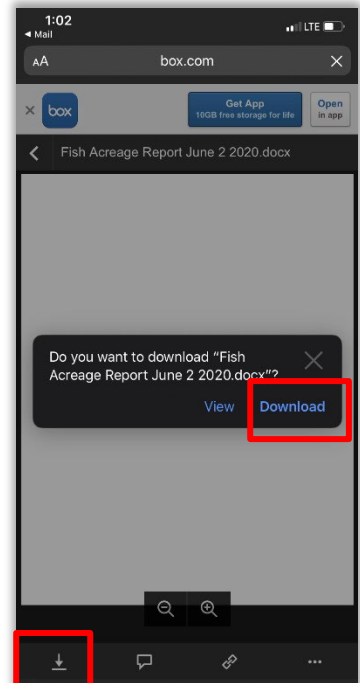 1:02
LTE
◄ Mail
AA box.com
box
Get App
10GB free storage for life
Open
in app
Fish Acreage Report June 2 2020.docx
Do you want to download “Fish
Acreage Report June 2 2020.docx”?
View Download